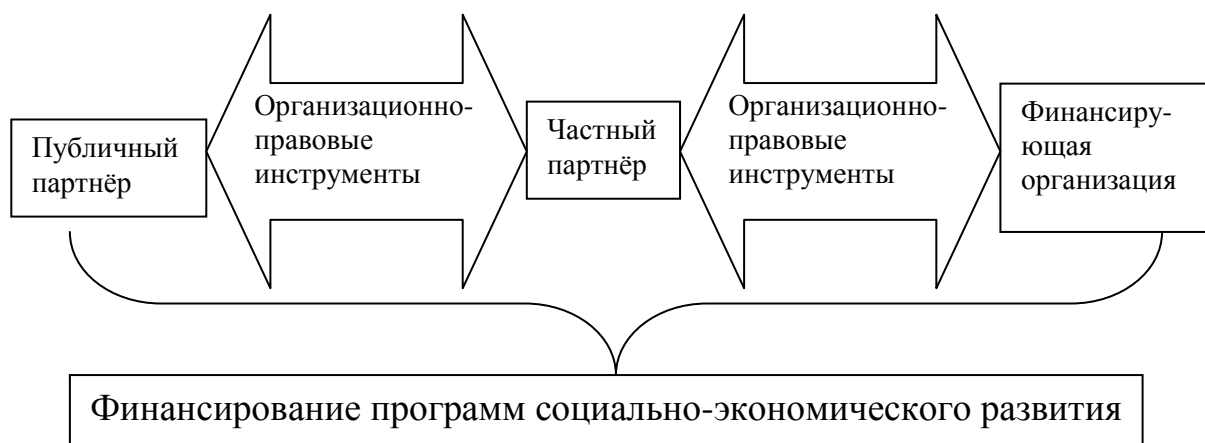 Публичный
партнёр
Организационно-
правовые
инструменты
Частный
партнёр
Организационно-
правовые
инструменты
Финансиру-
ющая
организация
Финансирование программ социально-экономического развития